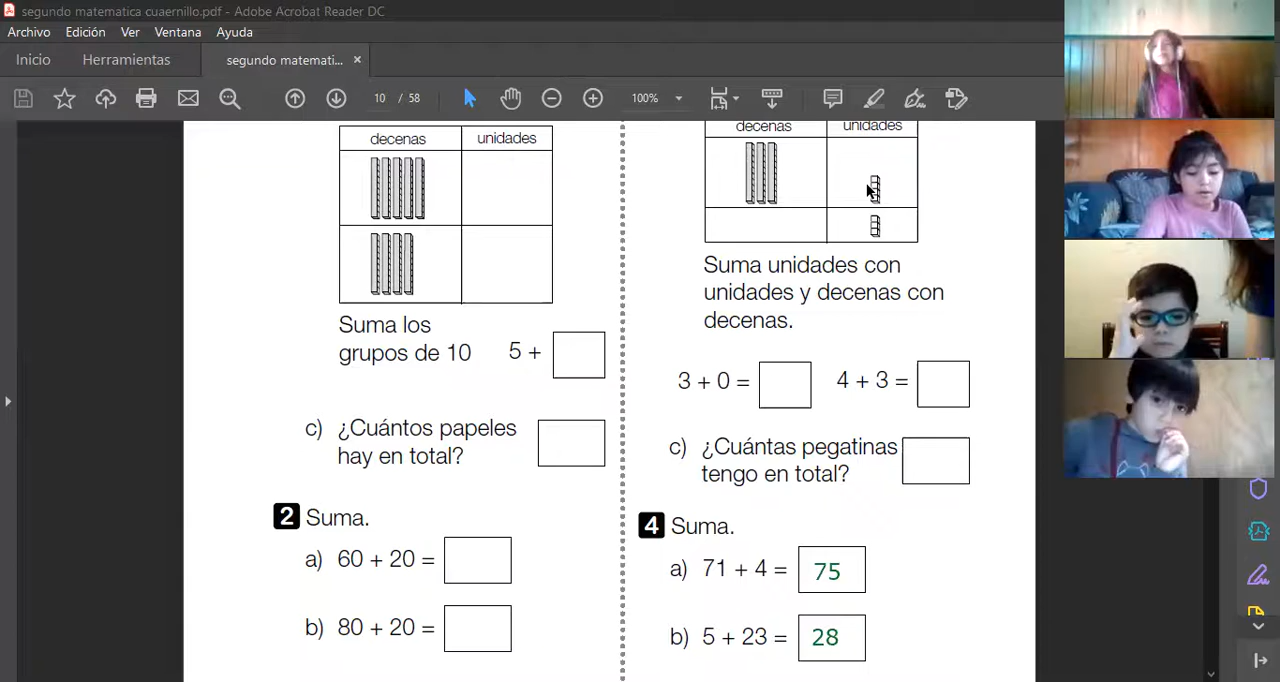 segundo matematica cuaernillo.pdf - Adobe Acrobat Reader DC
Archivo Edición Ver Ventana Ayuda
Inicio Herramientas segundo matemati... ×
10 / 58 100%
decenas unidades
Suma los
grupos de 10 5 +
c) ¿Cuántos papeles
hay en total?
2 Suma.
a) 60 + 20 =
b) 80 + 20 =
decenas unidades
Suma unidades con
unidades y decenas con
decenas.
3 + 0 = 4 + 3 =
c) ¿Cuántas pegatinas
tengo en total?
4 Suma.
a) 71 + 4 = 75
b) 5 + 23 = 28